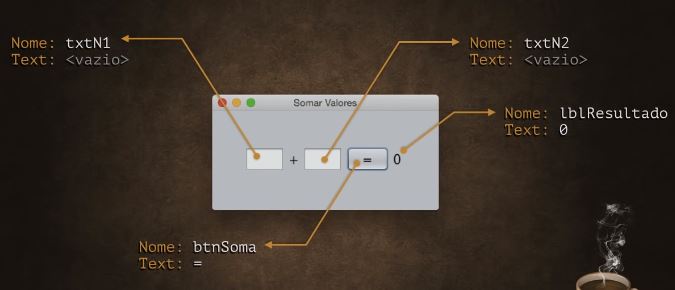 Nome: txtN1
Text: <vazio>
Nome: txtN2
Text: <vazio>
Somar Valores
Nome: lblResultado
Text: 0
+ = 0
Nome: btnSoma
Text: =